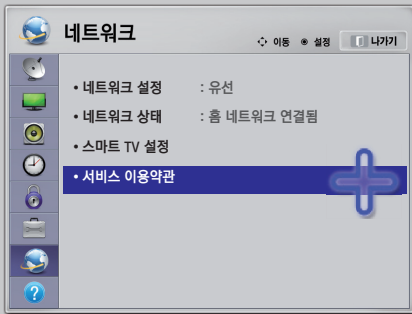 네트워크
이동 설정 나가기
• 네트워크 설정 : 유선
• 네트워크 상태 : 홈 네트워크 연결됨
• 스마트 TV 설정
• 서비스 이용약관
?